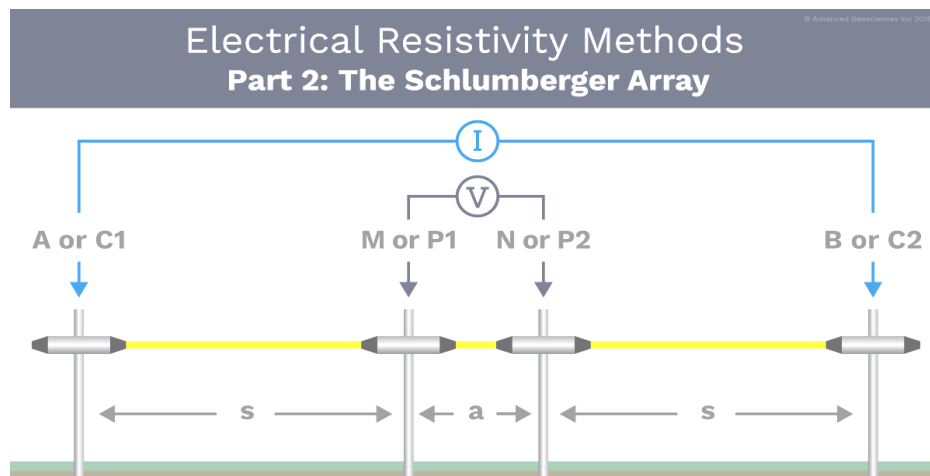 © Advanced Geosciences Inc 2018
Electrical Resistivity Methods
Part 2: The Schlumberger Array
I
V
A or C1
M or P1
N or P2
B or C2
s
a
s